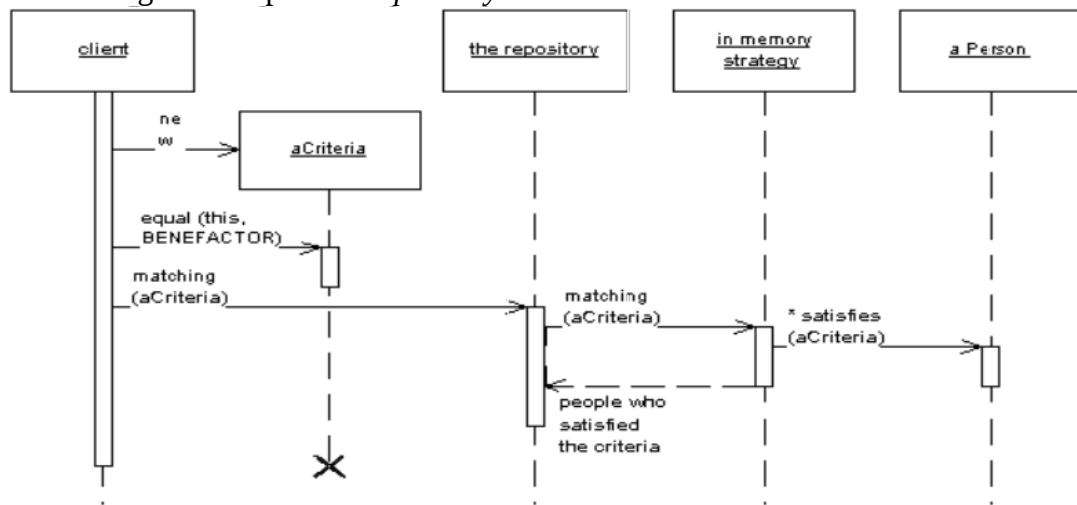 client
the repository
in memory
strategy
a Person
ne
w
aCriteria
equal (this,
BENEFACTOR)
matching
(aCriteria)
matching
(aCriteria)
* satisfies
(aCriteria)
people who
satisfied
the criteria